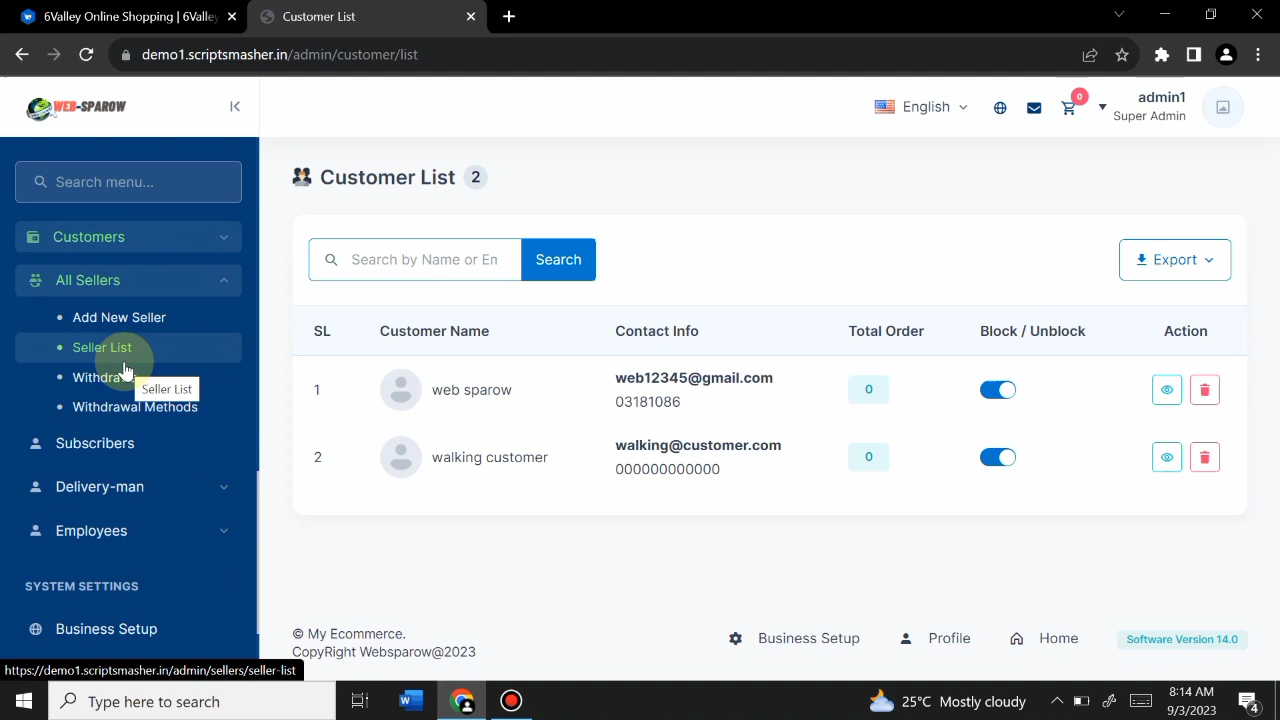 6Valley Online Shopping | 6Valley
Customer List
demo1.scriptsmasher.in/admin/customer/list
WEB-SPAROW
English
0
admin1
Super Admin
Search menu...
Customers
All Sellers
Add New Seller
Seller List
Seller List
Withdrawal Methods
Subscribers
Delivery-man
Employees
SYSTEM SETTINGS
Business Setup
Customer List 2
Search by Name or Em
Search
Export
SL Customer Name Contact Info Total Order Block / Unblock Action
1 web sparow web12345@gmail.com 0
03181086
2 walking customer walking@customer.com 0
000000000000
© My Ecommerce.
CopyRight Websparow@2023
Business Setup Profile Home Software Version 14.0
https://demo1.scriptsmasher.in/admin/sellers/seller-list
Type here to search
25°C Mostly cloudy
8:14 AM
9/3/2023
4